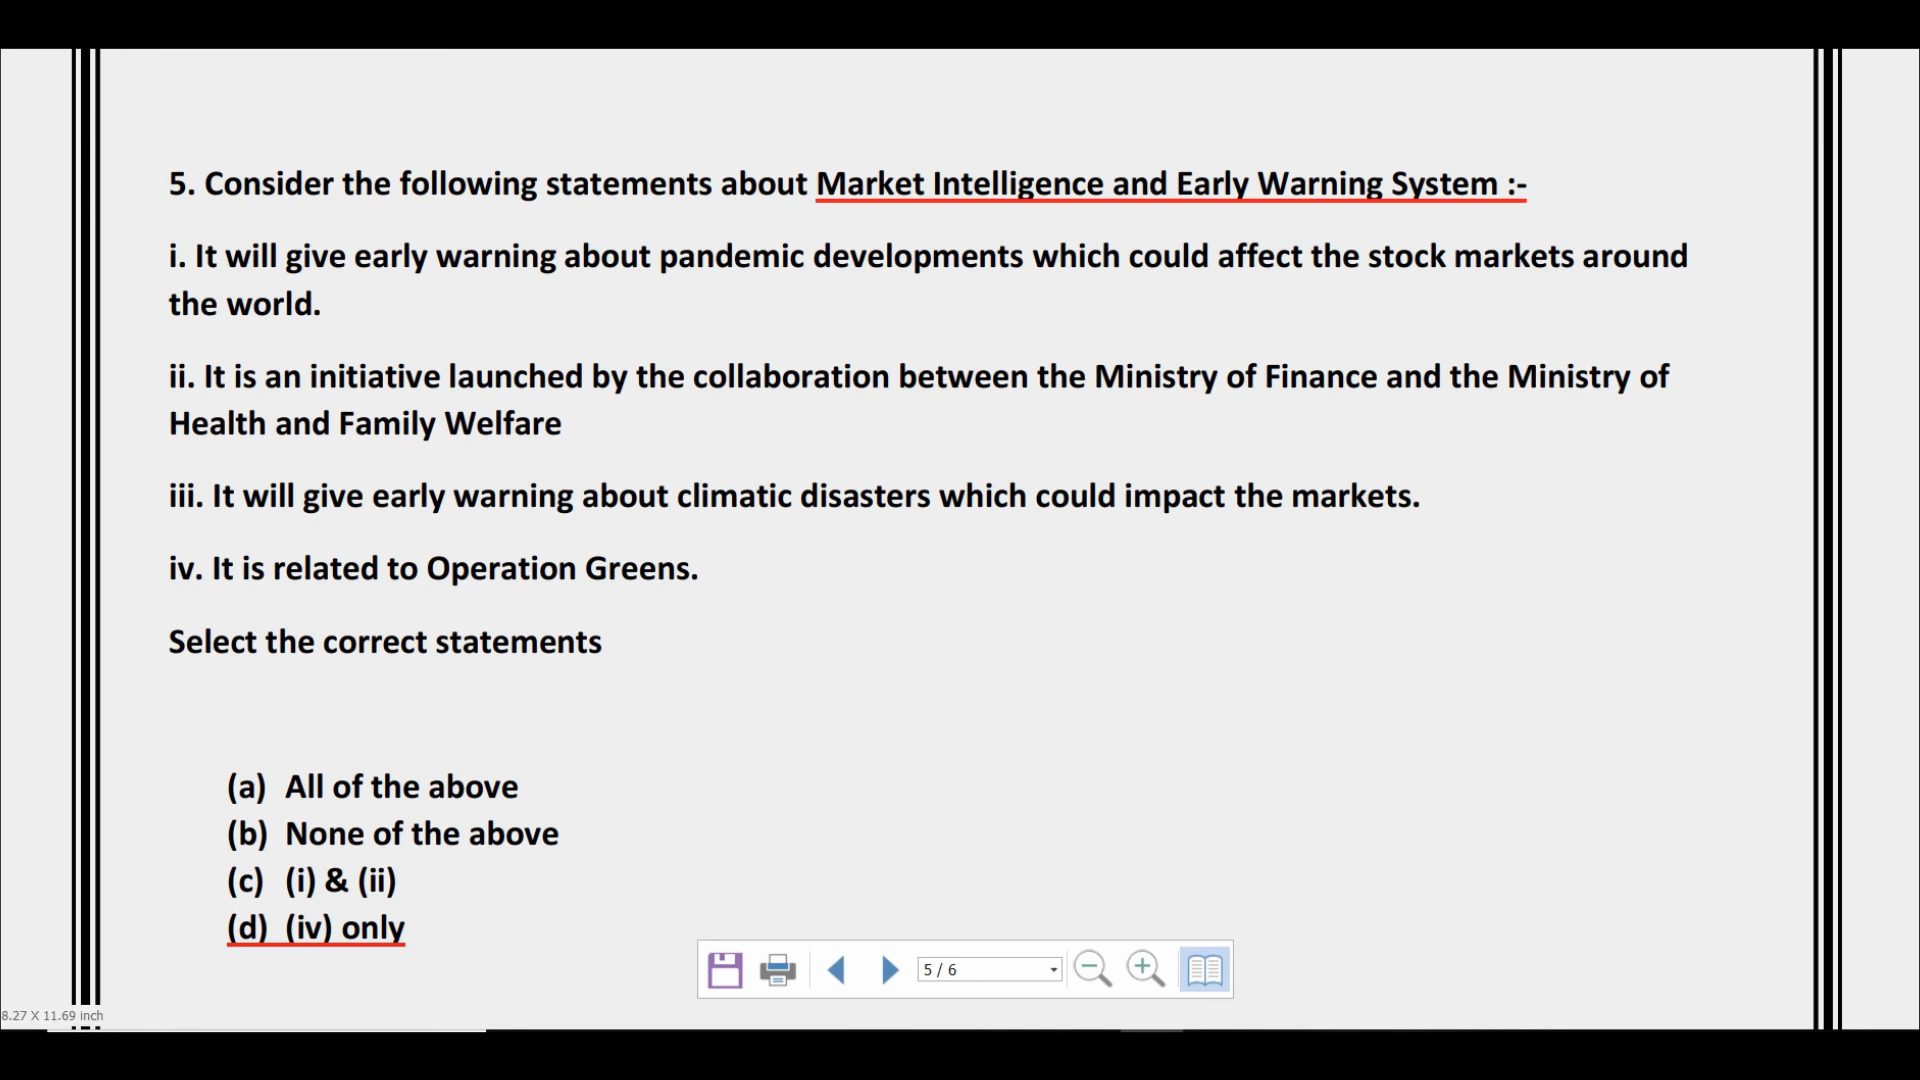 5. Consider the following statements about Market Intelligence and Early Warning System :-
i. It will give early warning about pandemic developments which could affect the stock markets around
the world.
ii. It is an initiative launched by the collaboration between the Ministry of Finance and the Ministry of
Health and Family Welfare
iii. It will give early warning about climatic disasters which could impact the markets.
iv. It is related to Operation Greens.
Select the correct statements
(a) All of the above
(b) None of the above
(c) (i) & (ii)
(d) (iv) only
5 / 6
8.27 X 11.69 inch